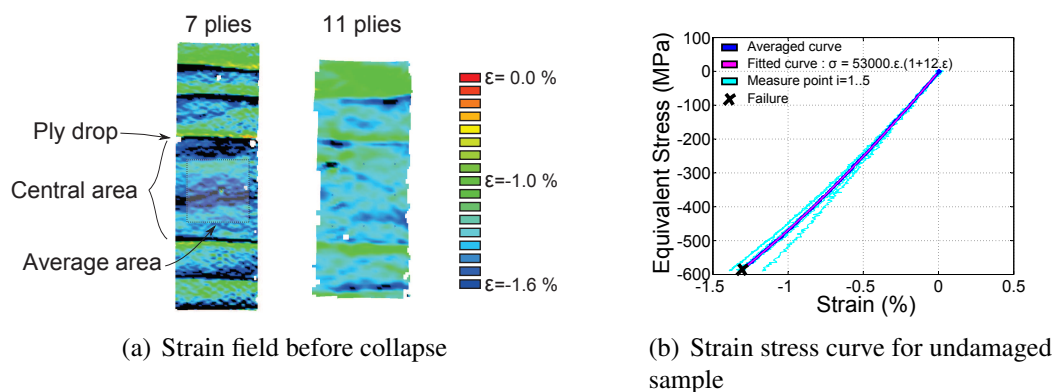 7 plies
11 plies
Ply drop
Central area
Average area
ε= 0.0 %
ε=-1.0 %
ε=-1.6 %
(a) Strain field before collapse
Equivalent Stress (MPa)
100
0
-100
-200
-300
-400
-500
-600
Averaged curve
Fitted curve : σ = 53000.ε.(1+12.ε)
Measure point i=1..5
Failure
-1.5
-1
-0.5
0
0.5
Strain (%)
(b) Strain stress curve for undamaged
sample